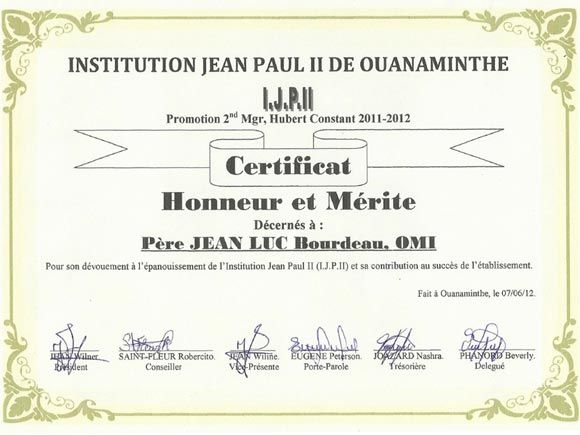 INSTITUTION JEAN PAUL II DE OUANAMINTHE
I.J.P.II
Promotion 2nd Mgr, Hubert Constant 2011-2012
Certificat
Honneur et Mérite
Décernés à :
Père JEAN LUC Bourdeau, OMI
Pour son dévouement à l'épanouissement de l'Institution Jean Paul II (I.J.P.II) et sa contribution au succès de l'établissement.
Fait à Ouanaminthe, le 07/06/12.
JEAN Wilner. SAINT-FLEUR Robercito. JEAN Wiline. EUGENE Peterson. JOAZARD Nashra. PHANORD Beverly.
Président Conseiller Vice-Présente Porte-Parole Trésorière Delegué